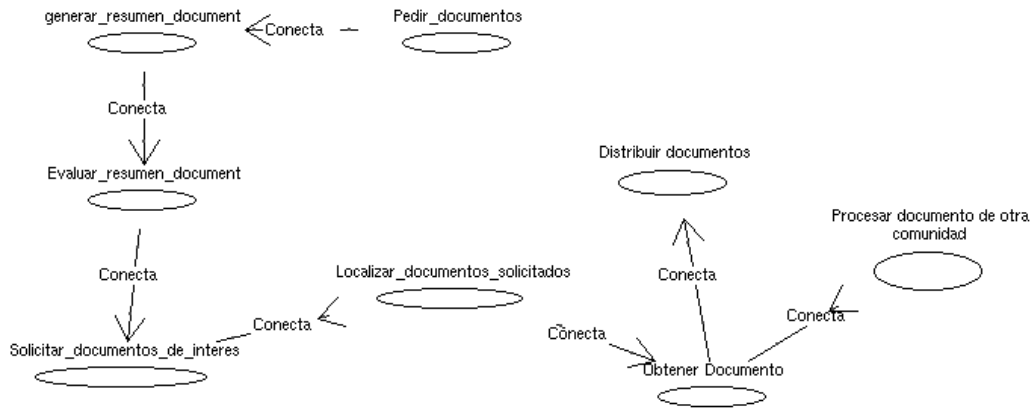 generar_resumen_document
Pedir_documentos
Conecta
Conecta
Evaluar_resumen_document
Distribuir documentos
Procesar documento de otra
comunidad
Conecta
Localizar_documentos_solicitados
Conecta
Conecta
Conecta
Conecta
Solicitar_documentos_de_interes
Obtener Documento